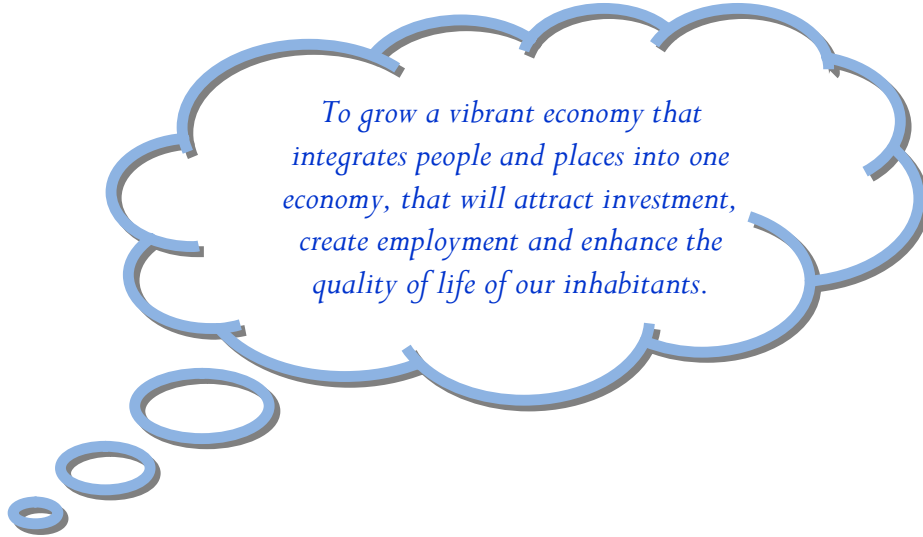 To grow a vibrant economy that
integrates people and places into one
economy, that will attract investment,
create employment and enhance the
quality of life of our inhabitants.